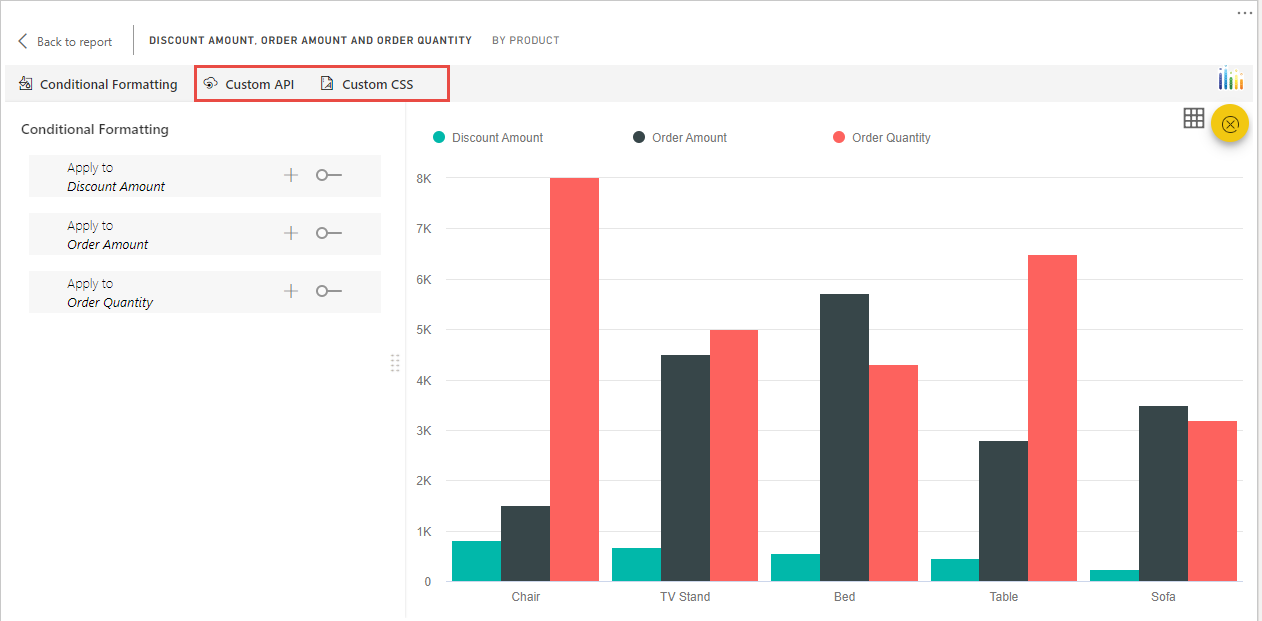 Back to report
DISCOUNT AMOUNT, ORDER AMOUNT AND ORDER QUANTITY BY PRODUCT
Conditional Formatting Custom API Custom CSS
Conditional Formatting
Apply to
Discount Amount
Apply to
Order Amount
Apply to
Order Quantity
Discount Amount Order Amount Order Quantity
8K
7K
6K
5K
4K
3K
2K
1K
0
Chair TV Stand Bed Table Sofa